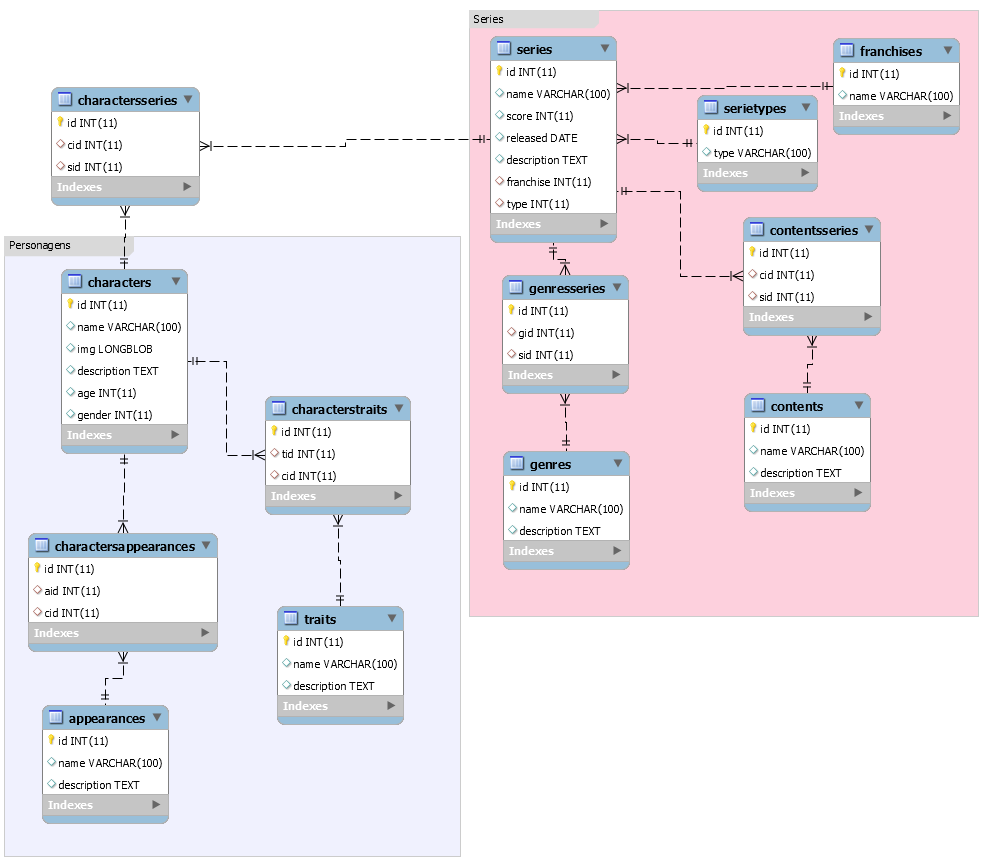 Series
series
id INT(11)
name VARCHAR(100)
score INT(11)
released DATE
description TEXT
franchise INT(11)
type INT(11)
Indexes
franchises
id INT(11)
name VARCHAR(100)
Indexes
serietypes
id INT(11)
type VARCHAR(100)
Indexes
charactersseries
id INT(11)
cid INT(11)
sid INT(11)
Indexes
contentsseries
id INT(11)
cid INT(11)
sid INT(11)
Indexes
genresseries
id INT(11)
gid INT(11)
sid INT(11)
Indexes
contents
id INT(11)
name VARCHAR(100)
description TEXT
Indexes
genres
id INT(11)
name VARCHAR(100)
description TEXT
Indexes
Personagens
characters
id INT(11)
name VARCHAR(100)
img LONGBLOB
description TEXT
age INT(11)
gender INT(11)
Indexes
characterstraits
id INT(11)
tid INT(11)
cid INT(11)
Indexes
charactersappearances
id INT(11)
aid INT(11)
cid INT(11)
Indexes
traits
id INT(11)
name VARCHAR(100)
description TEXT
Indexes
appearances
id INT(11)
name VARCHAR(100)
description TEXT
Indexes